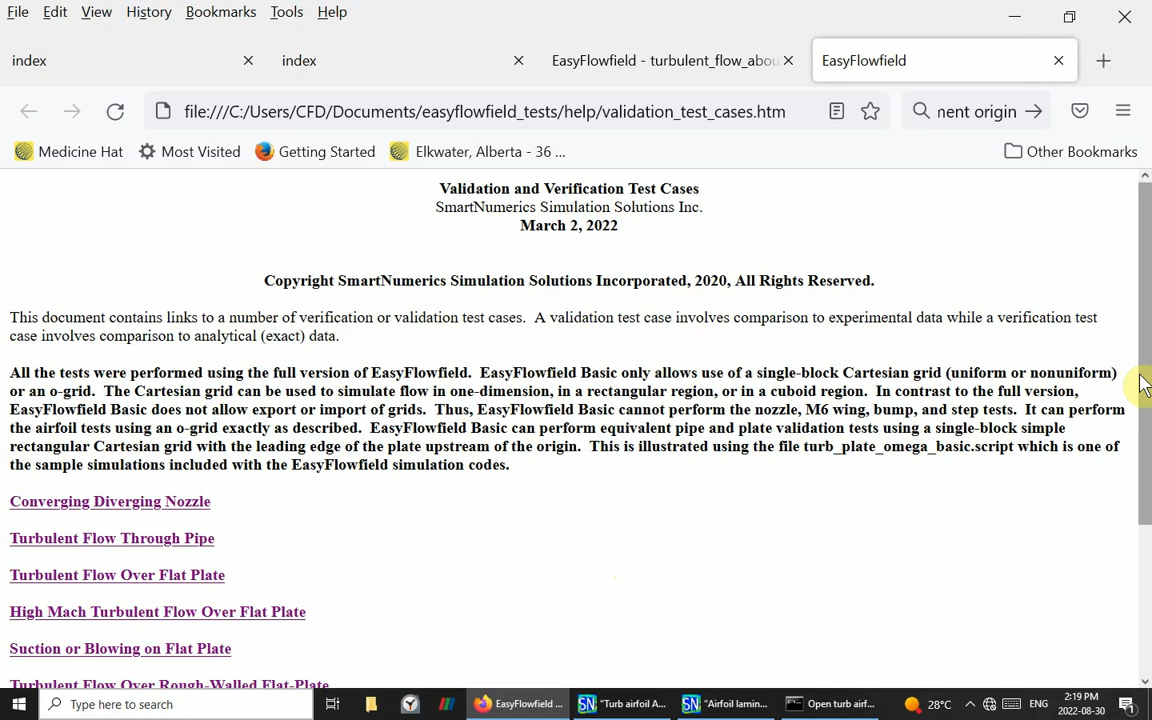 File Edit View History Bookmarks Tools Help
index index EasyFlowfield - turbulent_flow_abou EasyFlowfield
file:///C:/Users/CFD/Documents/easyflowfield_tests/help/validation_test_cases.htm nent origin
Medicine Hat Most Visited Getting Started Elkwater, Alberta - 36 ... Other Bookmarks
Validation and Verification Test Cases
SmartNumerics Simulation Solutions Inc.
March 2, 2022
Copyright SmartNumerics Simulation Solutions Incorporated, 2020, All Rights Reserved.
This document contains links to a number of verification or validation test cases. A validation test case involves comparison to experimental data while a verification test
case involves comparison to analytical (exact) data.
All the tests were performed using the full version of EasyFlowfield. EasyFlowfield Basic only allows use of a single-block Cartesian grid (uniform or nonuniform)
or an o-grid. The Cartesian grid can be used to simulate flow in one-dimension, in a rectangular region, or in a cuboid region. In contrast to the full version,
EasyFlowfield Basic does not allow export or import of grids. Thus, EasyFlowfield Basic cannot perform the nozzle, M6 wing, bump, and step tests. It can perform
the airfoil tests using an o-grid exactly as described. EasyFlowfield Basic can perform equivalent pipe and plate validation tests using a single-block simple
rectangular Cartesian grid with the leading edge of the plate upstream of the origin. This is illustrated using the file turb_plate_omega_basic.script which is one of
the sample simulations included with the EasyFlowfield simulation codes.
Converging Diverging Nozzle
Turbulent Flow Through Pipe
Turbulent Flow Over Flat Plate
High Mach Turbulent Flow Over Flat Plate
Suction or Blowing on Flat Plate
Turbulent Flow Over Rough-Walled Flat-Plate
Type here to search EasyFlowfield ... "Turb airfoil A... "Airfoil lamin... Open turb airf... 28°C ENG 2:19 PM
2022-08-30